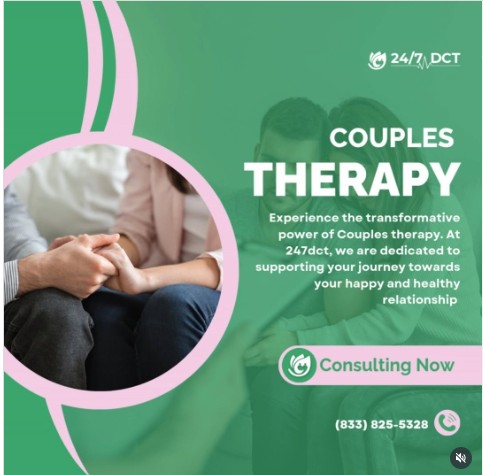 24/7 DCT
COUPLES
THERAPY
Experience the transformative
power of Couples therapy. At
247dct, we are dedicated to
supporting your journey towards
your happy and healthy
relationship
Consulting Now
(833) 825-5328